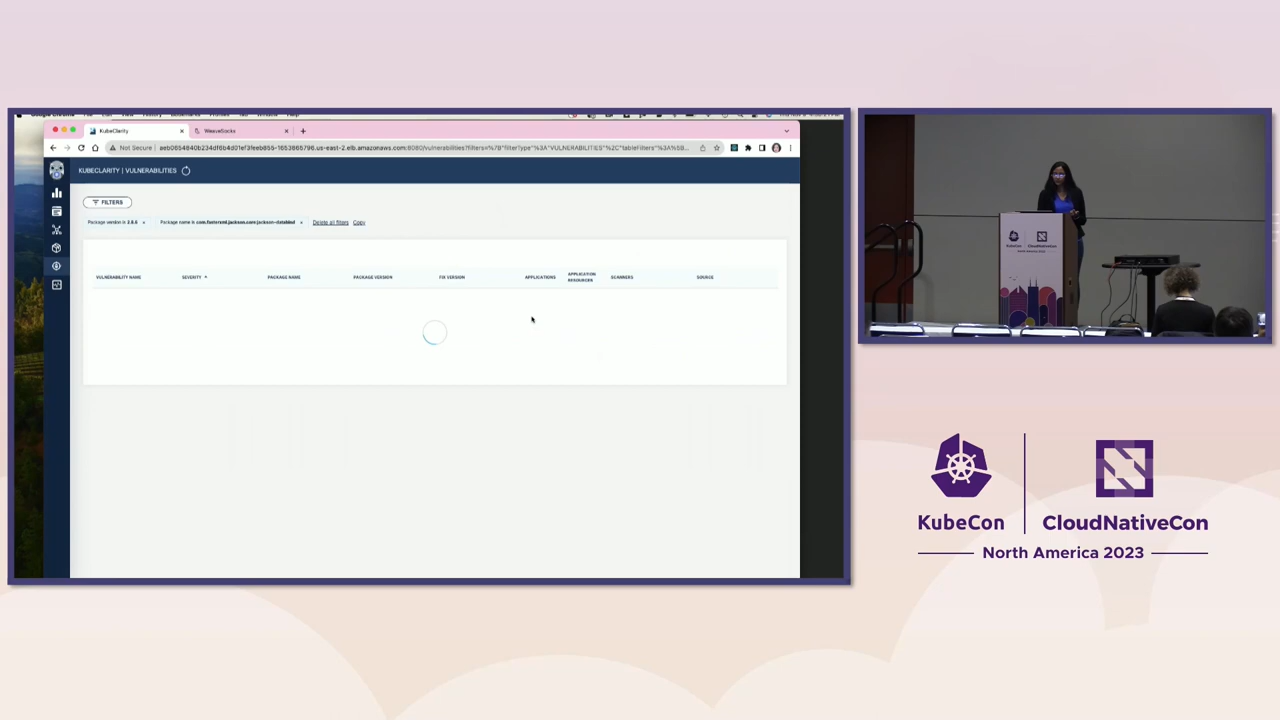 KubeClarity
WeaveSocks
Not Secure
KUBECLARITY | VULNERABILITIES
FILTERS
Package version is 2.8.6
Package name is com.fasterxml.jackson.core:jackson-databind
Delete all filters
Copy
VULNERABILITY NAME
SEVERITY
PACKAGE NAME
PACKAGE VERSION
FIX VERSION
APPLICATIONS
APPLICATION
RESOURCES
SCANNERS
SOURCE
KubeCon
CloudNativeCon
North America 2023